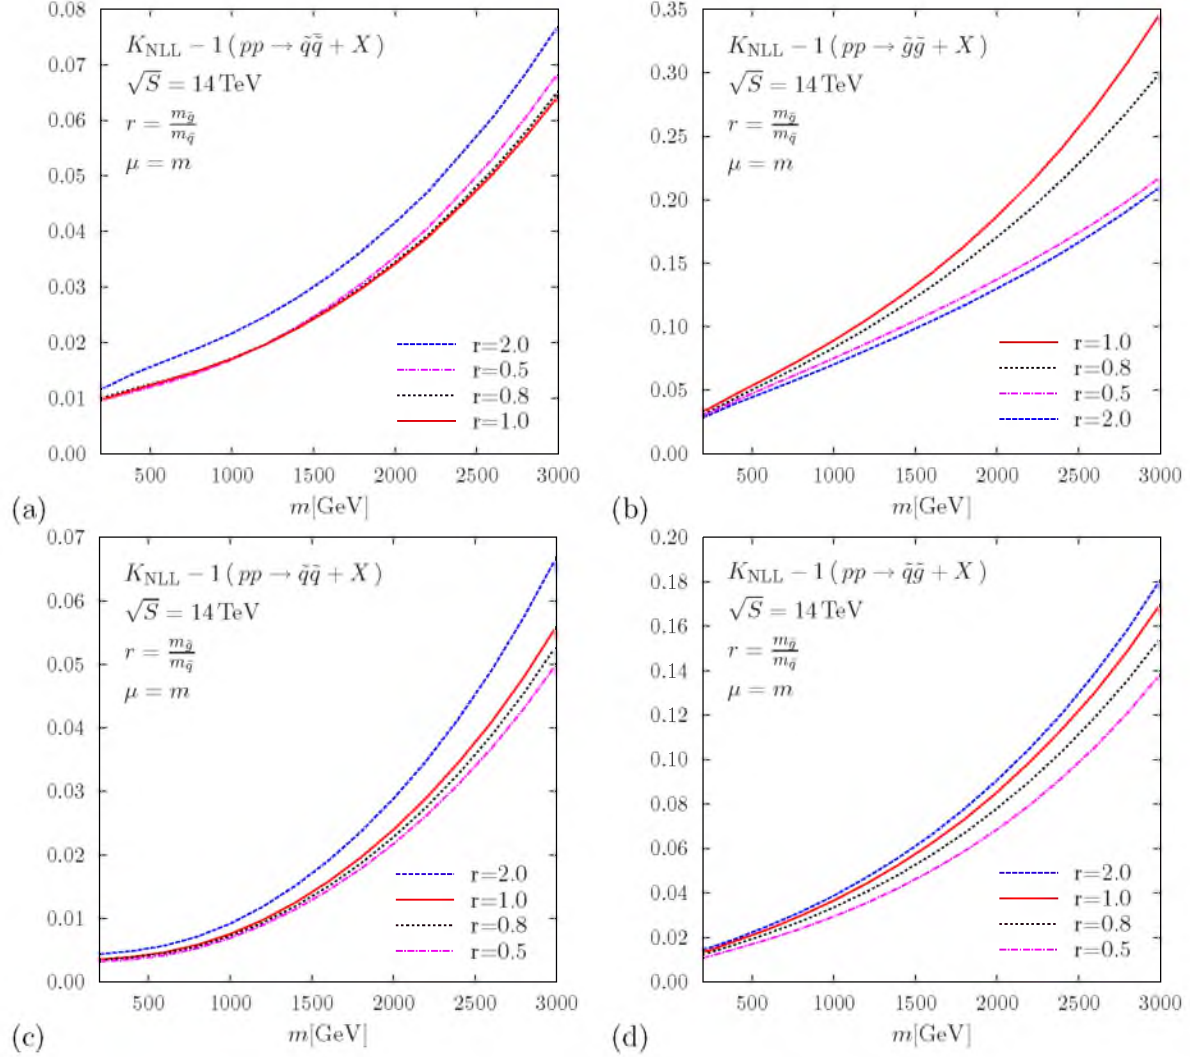 0.08
0.07
0.06
0.05
0.04
0.03
0.02
0.01
0.00
K_NLL − 1 ( pp → q̃q̃̄ + X )
√S = 14 TeV
r = m_g̃/m_q̃
μ = m
r=2.0
r=0.5
r=0.8
r=1.0
500 1000 1500 2000 2500 3000
(a)
m[GeV]
0.35
0.30
0.25
0.20
0.15
0.10
0.05
0.00
K_NLL − 1 ( pp → g̃g̃ + X )
√S = 14 TeV
r = m_g̃/m_q̃
μ = m
r=1.0
r=0.8
r=0.5
r=2.0
500 1000 1500 2000 2500 3000
(b)
m[GeV]
0.07
0.06
0.05
0.04
0.03
0.02
0.01
0.00
K_NLL − 1 ( pp → q̃q̃ + X )
√S = 14 TeV
r = m_g̃/m_q̃
μ = m
r=2.0
r=1.0
r=0.8
r=0.5
500 1000 1500 2000 2500 3000
(c)
m[GeV]
0.20
0.18
0.16
0.14
0.12
0.10
0.08
0.06
0.04
0.02
0.00
K_NLL − 1 ( pp → q̃g̃ + X )
√S = 14 TeV
r = m_g̃/m_q̃
μ = m
r=2.0
r=1.0
r=0.8
r=0.5
500 1000 1500 2000 2500 3000
(d)
m[GeV]